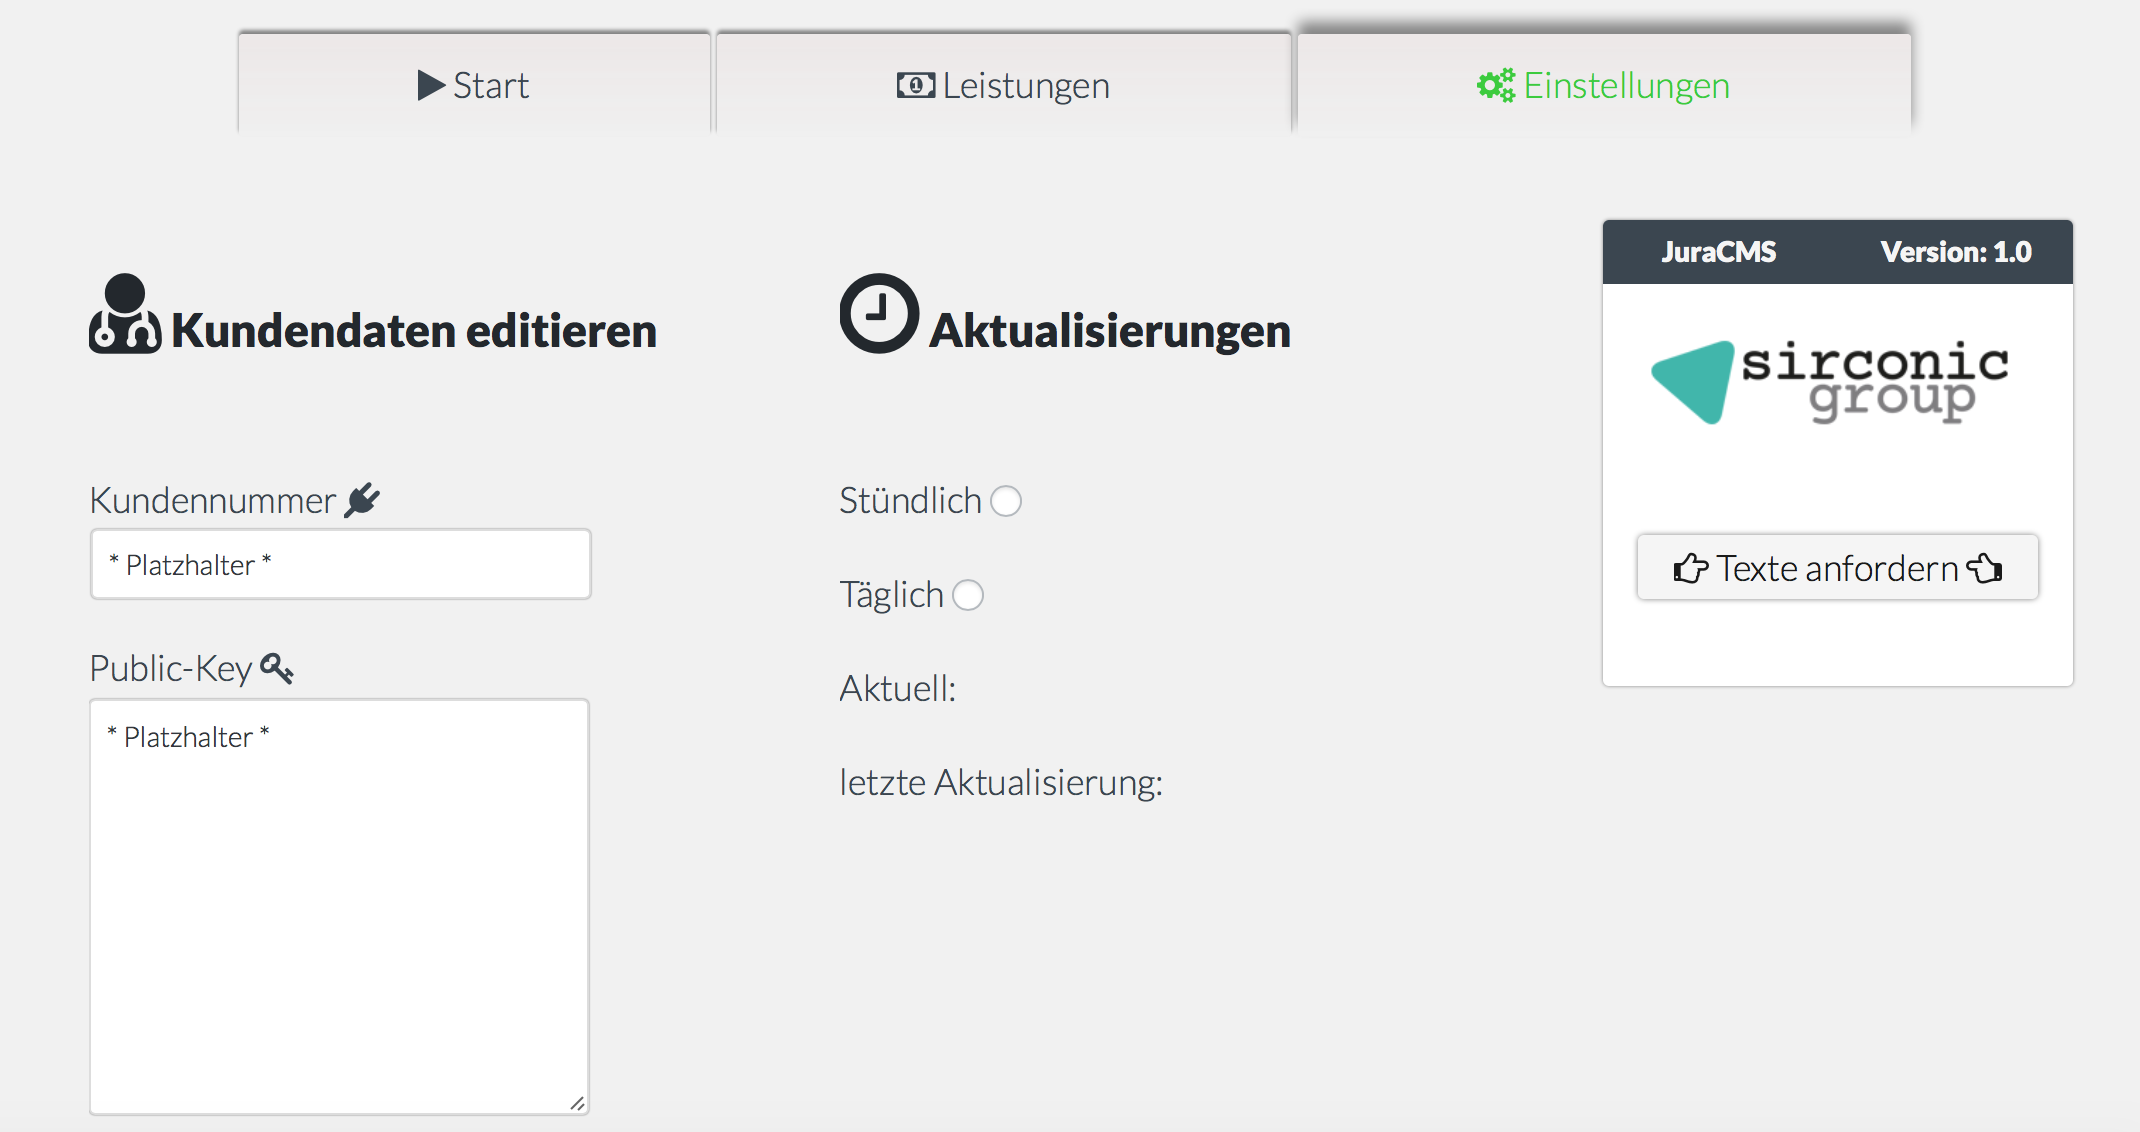 Start
Leistungen
Einstellungen
Kundendaten editieren
Kundennummer
* Platzhalter *
Public-Key
* Platzhalter *
Aktualisierungen
Stündlich
Täglich
Aktuell:
letzte Aktualisierung:
JuraCMS Version: 1.0
sirconic
group
Texte anfordern